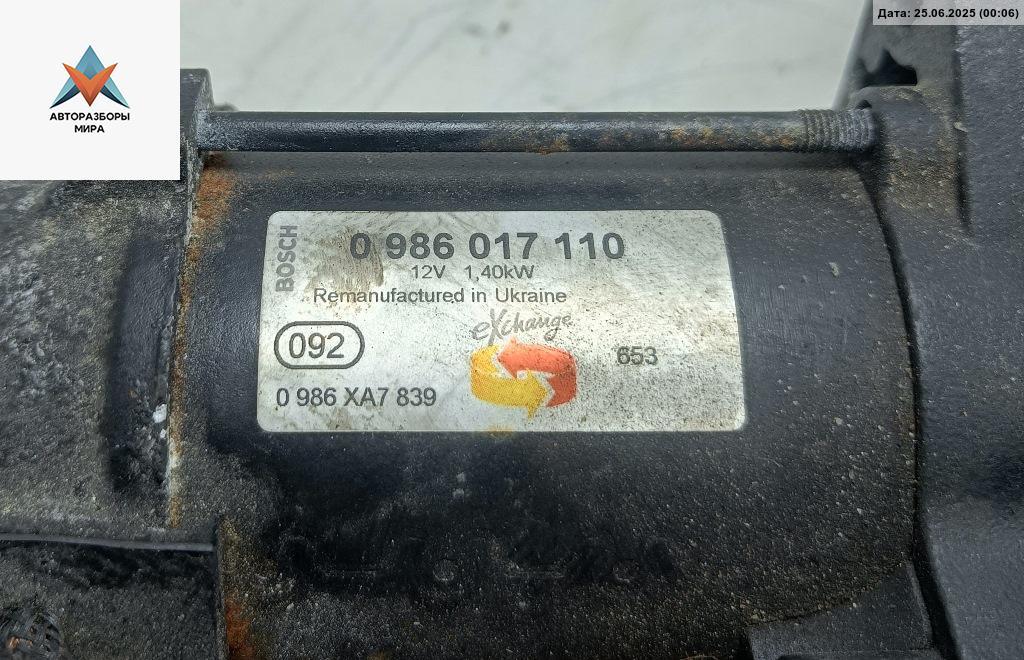 Дата: 25.06.2025 (00:06)
АВТОРАЗБОРЫ
МИРА
BOSCH
0 986 017 110
12V 1,40kW
Remanufactured in Ukraine
eXchange
092
653
0 986 XA7 839